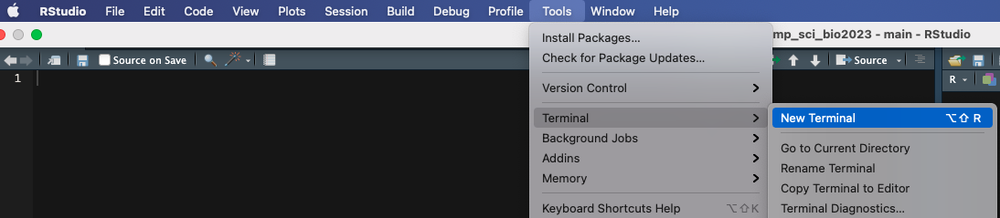 RStudio File Edit Code View Plots Session Build Debug Profile Tools Window Help
mp_sci_bio2023 - main - RStudio
Source on Save
Source
1
R
Install Packages...
Check for Package Updates...
Version Control
Terminal
Background Jobs
Addins
Memory
Keyboard Shortcuts Help ⌥⇧K
New Terminal ⌥⇧ R
Go to Current Directory
Rename Terminal
Copy Terminal to Editor
Terminal Diagnostics...